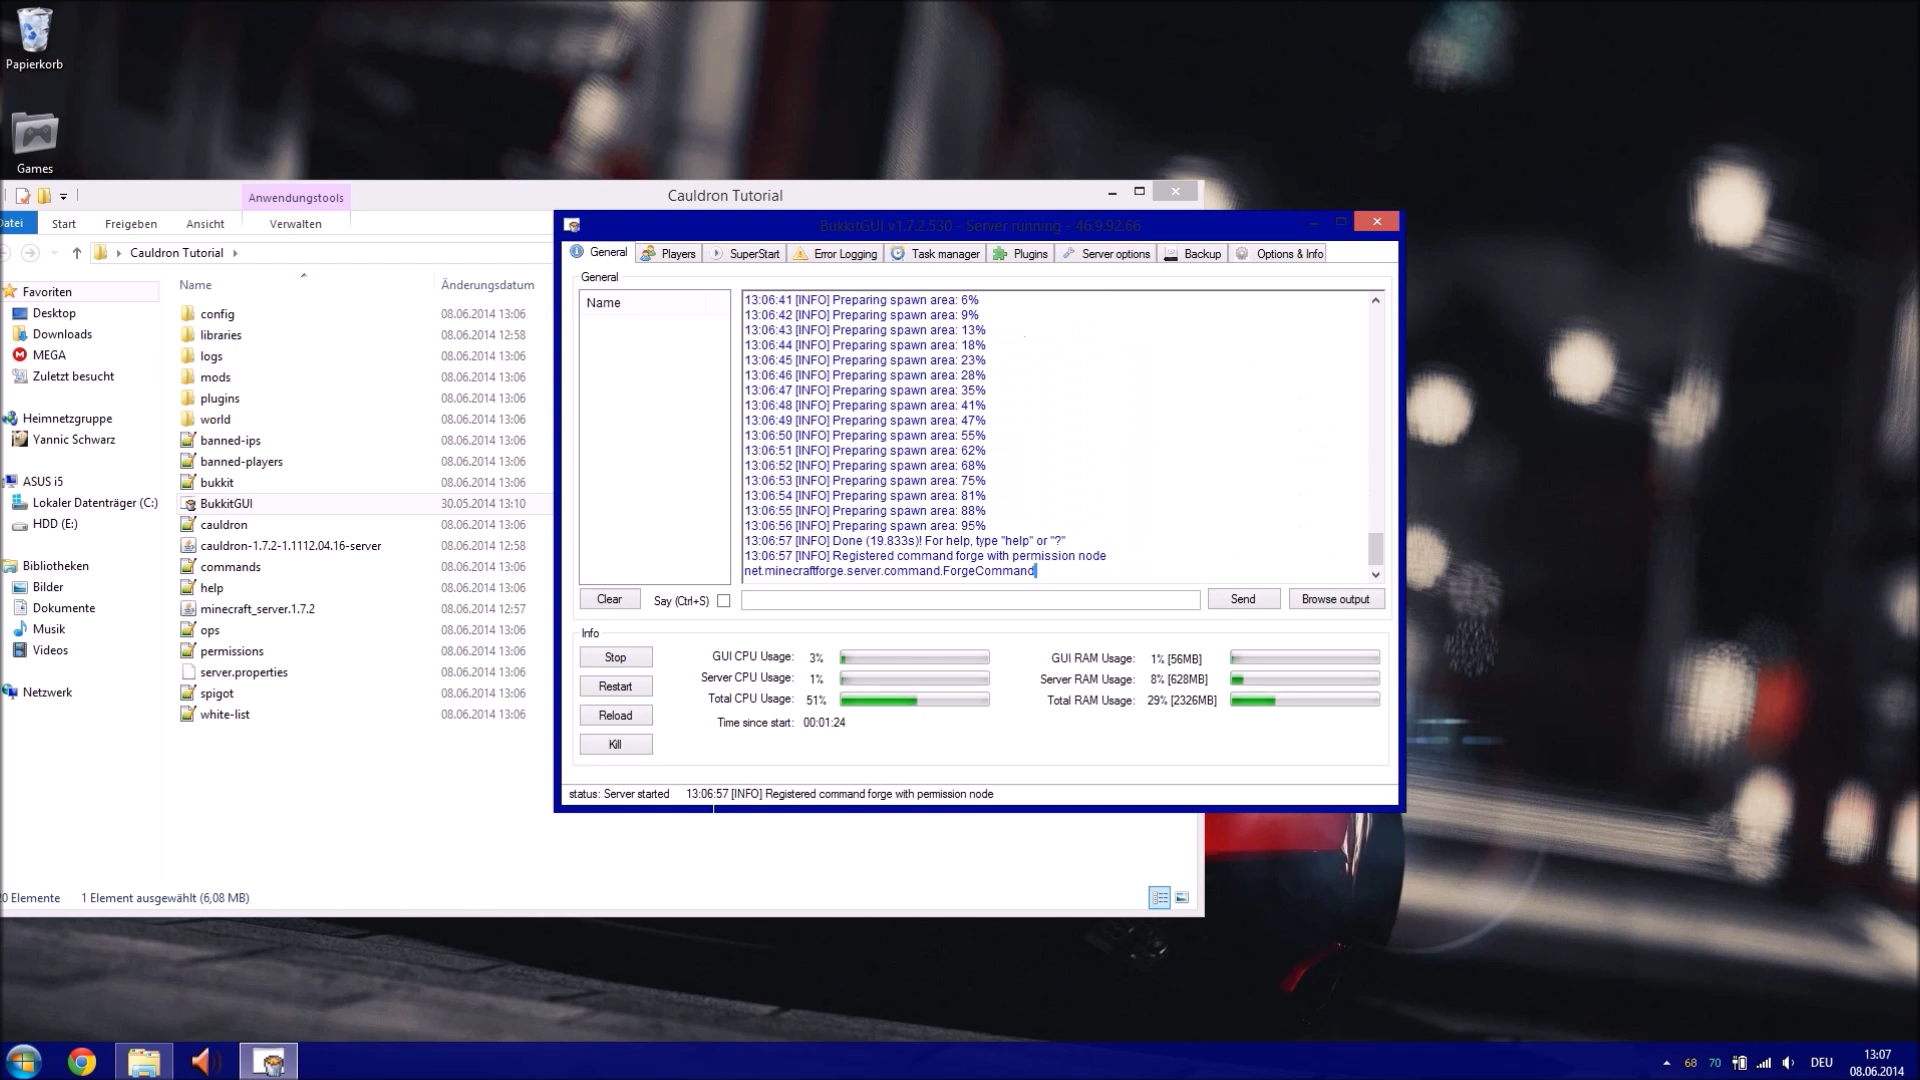 Papierkorb
Games
Anwendungstools
Cauldron Tutorial
Datei
Start
Freigeben
Ansicht
Verwalten
Cauldron Tutorial
Name
Änderungsdatum
Favoriten
Desktop
Downloads
MEGA
Zuletzt besucht
Heimnetzgruppe
Yannic Schwarz
ASUS i5
Lokaler Datenträger (C:)
HDD (E:)
Bibliotheken
Bilder
Dokumente
Musik
Videos
Netzwerk
config 08.06.2014 13:06
libraries 08.06.2014 12:58
logs 08.06.2014 13:06
mods 08.06.2014 13:06
plugins 08.06.2014 13:06
world 08.06.2014 13:06
banned-ips 08.06.2014 13:06
banned-players 08.06.2014 13:06
bukkit 08.06.2014 13:06
BukkitGUI 30.05.2014 13:10
cauldron 08.06.2014 13:06
cauldron-1.7.2-1.1112.04.16-server 08.06.2014 12:58
commands 08.06.2014 13:06
help 08.06.2014 13:06
minecraft_server.1.7.2 08.06.2014 12:57
ops 08.06.2014 13:06
permissions 08.06.2014 13:06
server.properties 08.06.2014 13:06
spigot 08.06.2014 13:06
white-list 08.06.2014 13:06
0 Elemente 1 Element ausgewählt (6,08 MB)
BukkitGUI v1.7.2.530 - Server running - 46.9.92.66
General Players SuperStart Error Logging Task manager Plugins Server options Backup Options & Info
General
Name
13:06:41 [INFO] Preparing spawn area: 6%
13:06:42 [INFO] Preparing spawn area: 9%
13:06:43 [INFO] Preparing spawn area: 13%
13:06:44 [INFO] Preparing spawn area: 18%
13:06:45 [INFO] Preparing spawn area: 23%
13:06:46 [INFO] Preparing spawn area: 28%
13:06:47 [INFO] Preparing spawn area: 35%
13:06:48 [INFO] Preparing spawn area: 41%
13:06:49 [INFO] Preparing spawn area: 47%
13:06:50 [INFO] Preparing spawn area: 55%
13:06:51 [INFO] Preparing spawn area: 62%
13:06:52 [INFO] Preparing spawn area: 68%
13:06:53 [INFO] Preparing spawn area: 75%
13:06:54 [INFO] Preparing spawn area: 81%
13:06:55 [INFO] Preparing spawn area: 88%
13:06:56 [INFO] Preparing spawn area: 95%
13:06:57 [INFO] Done (19.833s)! For help, type "help" or "?"
13:06:57 [INFO] Registered command forge with permission node
net.minecraftforge.server.command.ForgeCommand
Clear
Say (Ctrl+S)
Send
Browse output
Info
Stop
Restart
Reload
Kill
GUI CPU Usage: 3%
Server CPU Usage: 1%
Total CPU Usage: 51%
Time since start: 00:01:24
GUI RAM Usage: 1% [56MB]
Server RAM Usage: 8% [628MB]
Total RAM Usage: 29% [2326MB]
status: Server started 13:06:57 [INFO] Registered command forge with permission node
68 70 DEU
13:07
08.06.2014